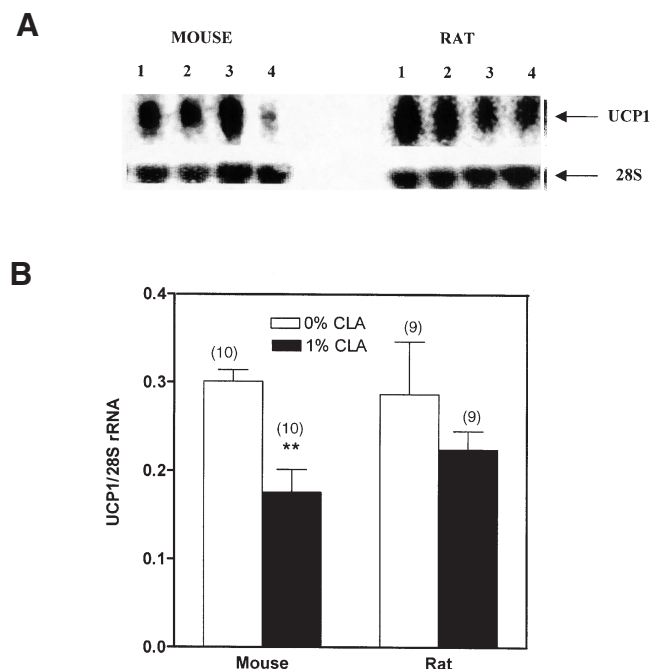 A
MOUSE RAT
1 2 3 4 1 2 3 4
UCP1
28S
B
UCP1/28S rRNA
0.4
0.3
0.2
0.1
0.0
0% CLA
1% CLA
(10)
(10)
**
(9)
(9)
Mouse Rat